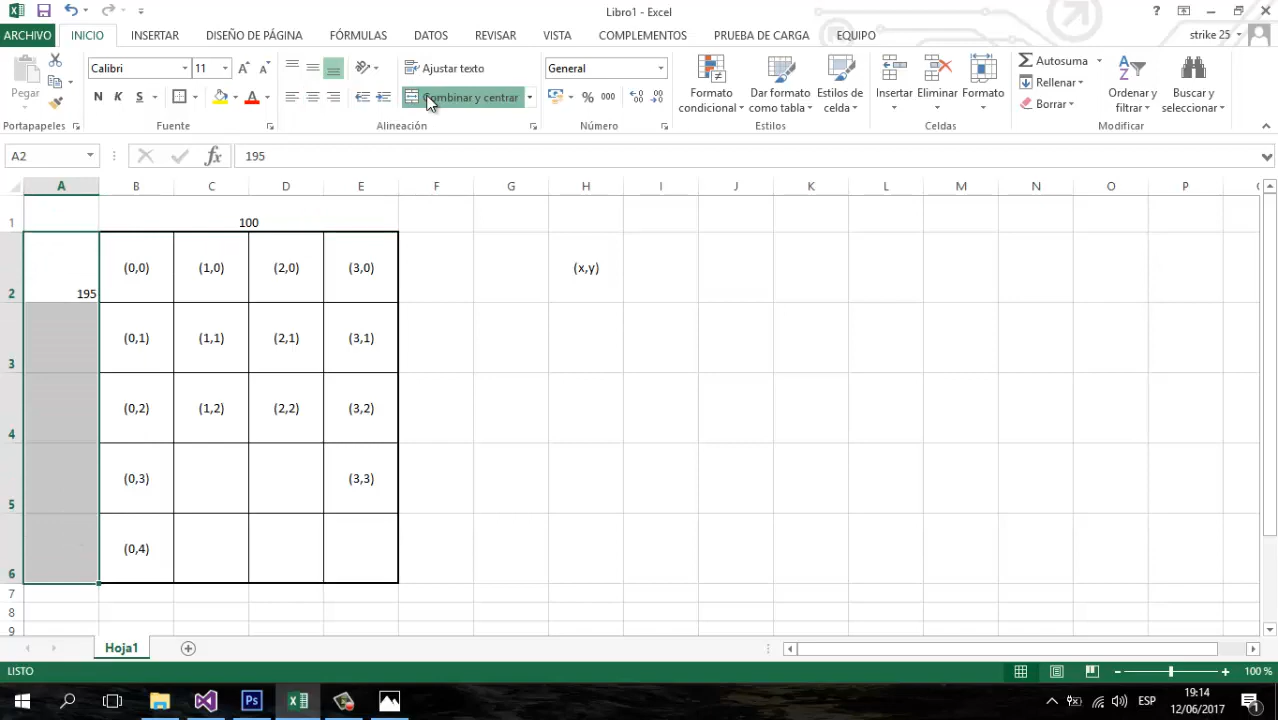 Libro1 - Excel
?
ARCHIVO INICIO INSERTAR DISEÑO DE PÁGINA FÓRMULAS DATOS REVISAR VISTA COMPLEMENTOS PRUEBA DE CARGA EQUIPO strike 25
Calibri 11 Ajustar texto General Autosuma
Rellenar
Pegar N K S A Combinar y centrar % 000 Formato condicional Dar formato como tabla Estilos de celda Insertar Eliminar Formato Borrar Ordenar y filtrar Buscar y seleccionar
Portapapeles Fuente Alineación Número Estilos Celdas Modificar
A2 fx 195
A B C D E F G H I J K L M N O P
1 100
2 195 (0,0) (1,0) (2,0) (3,0) (x,y)
3 (0,1) (1,1) (2,1) (3,1)
4 (0,2) (1,2) (2,2) (3,2)
5 (0,3) (3,3)
6 (0,4)
7
8
9
Hoja1
LISTO 100 %
Ps ESP 19:14
12/06/2017 1